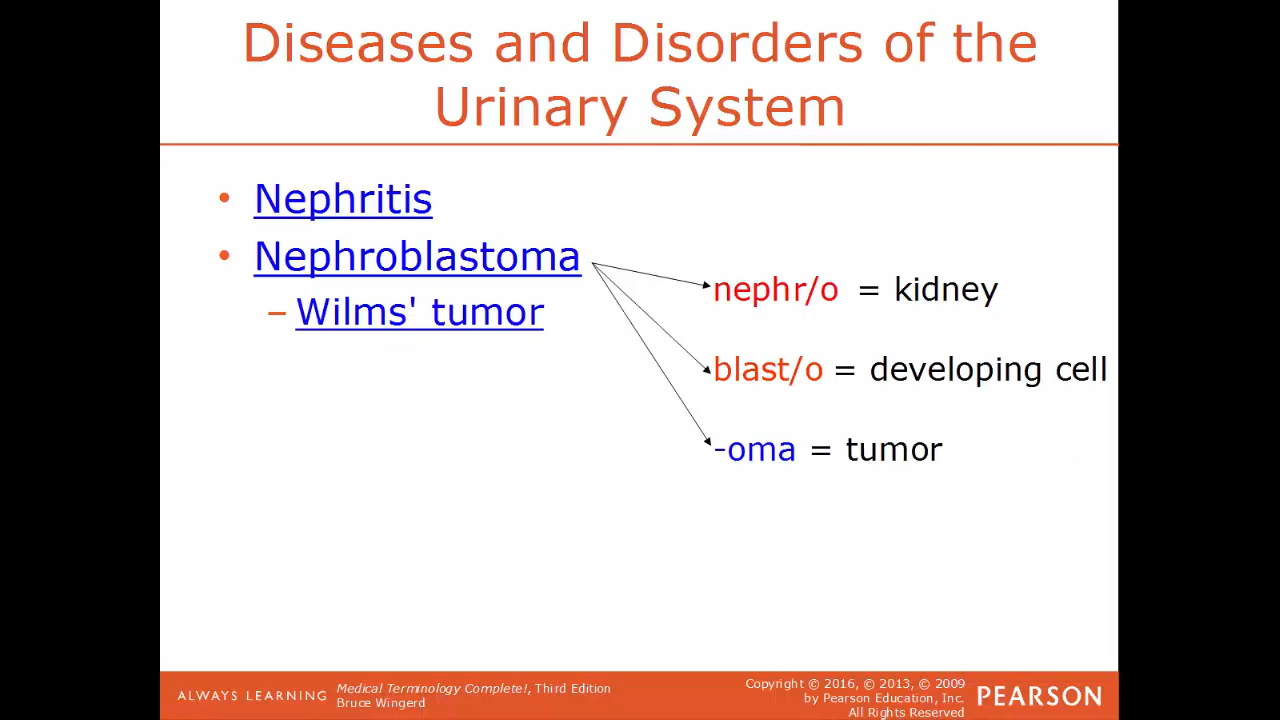 Diseases and Disorders of the
Urinary System
• Nephritis
• Nephroblastoma
– Wilms' tumor
nephr/o = kidney
blast/o = developing cell
-oma = tumor
ALWAYS LEARNING
Medical Terminology Complete!, Third Edition
Bruce Wingerd
Copyright © 2016, © 2013, © 2009
by Pearson Education, Inc.
All Rights Reserved
PEARSON